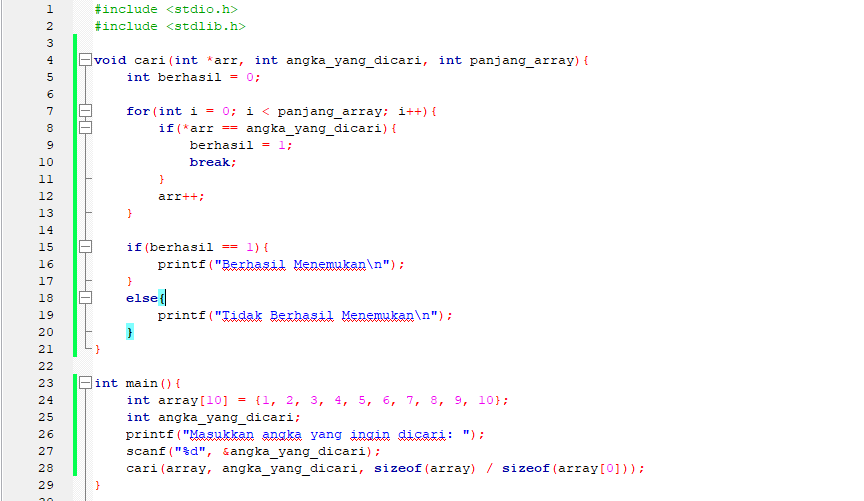 1 #include <stdio.h>
2 #include <stdlib.h>
3
4 void cari(int *arr, int angka_yang_dicari, int panjang_array){
5     int berhasil = 0;
6
7     for(int i = 0; i < panjang_array; i++){
8         if(*arr == angka_yang_dicari){
9             berhasil = 1;
10             break;
11         }
12         arr++;
13     }
14
15     if(berhasil == 1){
16         printf("Berhasil Menemukan\n");
17     }
18     else{
19         printf("Tidak Berhasil Menemukan\n");
20     }
21 }
22
23 int main(){
24     int array[10] = {1, 2, 3, 4, 5, 6, 7, 8, 9, 10};
25     int angka_yang_dicari;
26     printf("Masukkan angka yang ingin dicari: ");
27     scanf("%d", &angka_yang_dicari);
28     cari(array, angka_yang_dicari, sizeof(array) / sizeof(array[0]));
29 }